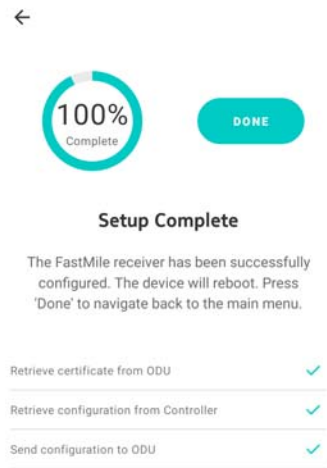 100%
Complete
DONE
Setup Complete
The FastMile receiver has been successfully
configured. The device will reboot. Press
'Done' to navigate back to the main menu.
Retrieve certificate from ODU
Retrieve configuration from Controller
Send configuration to ODU